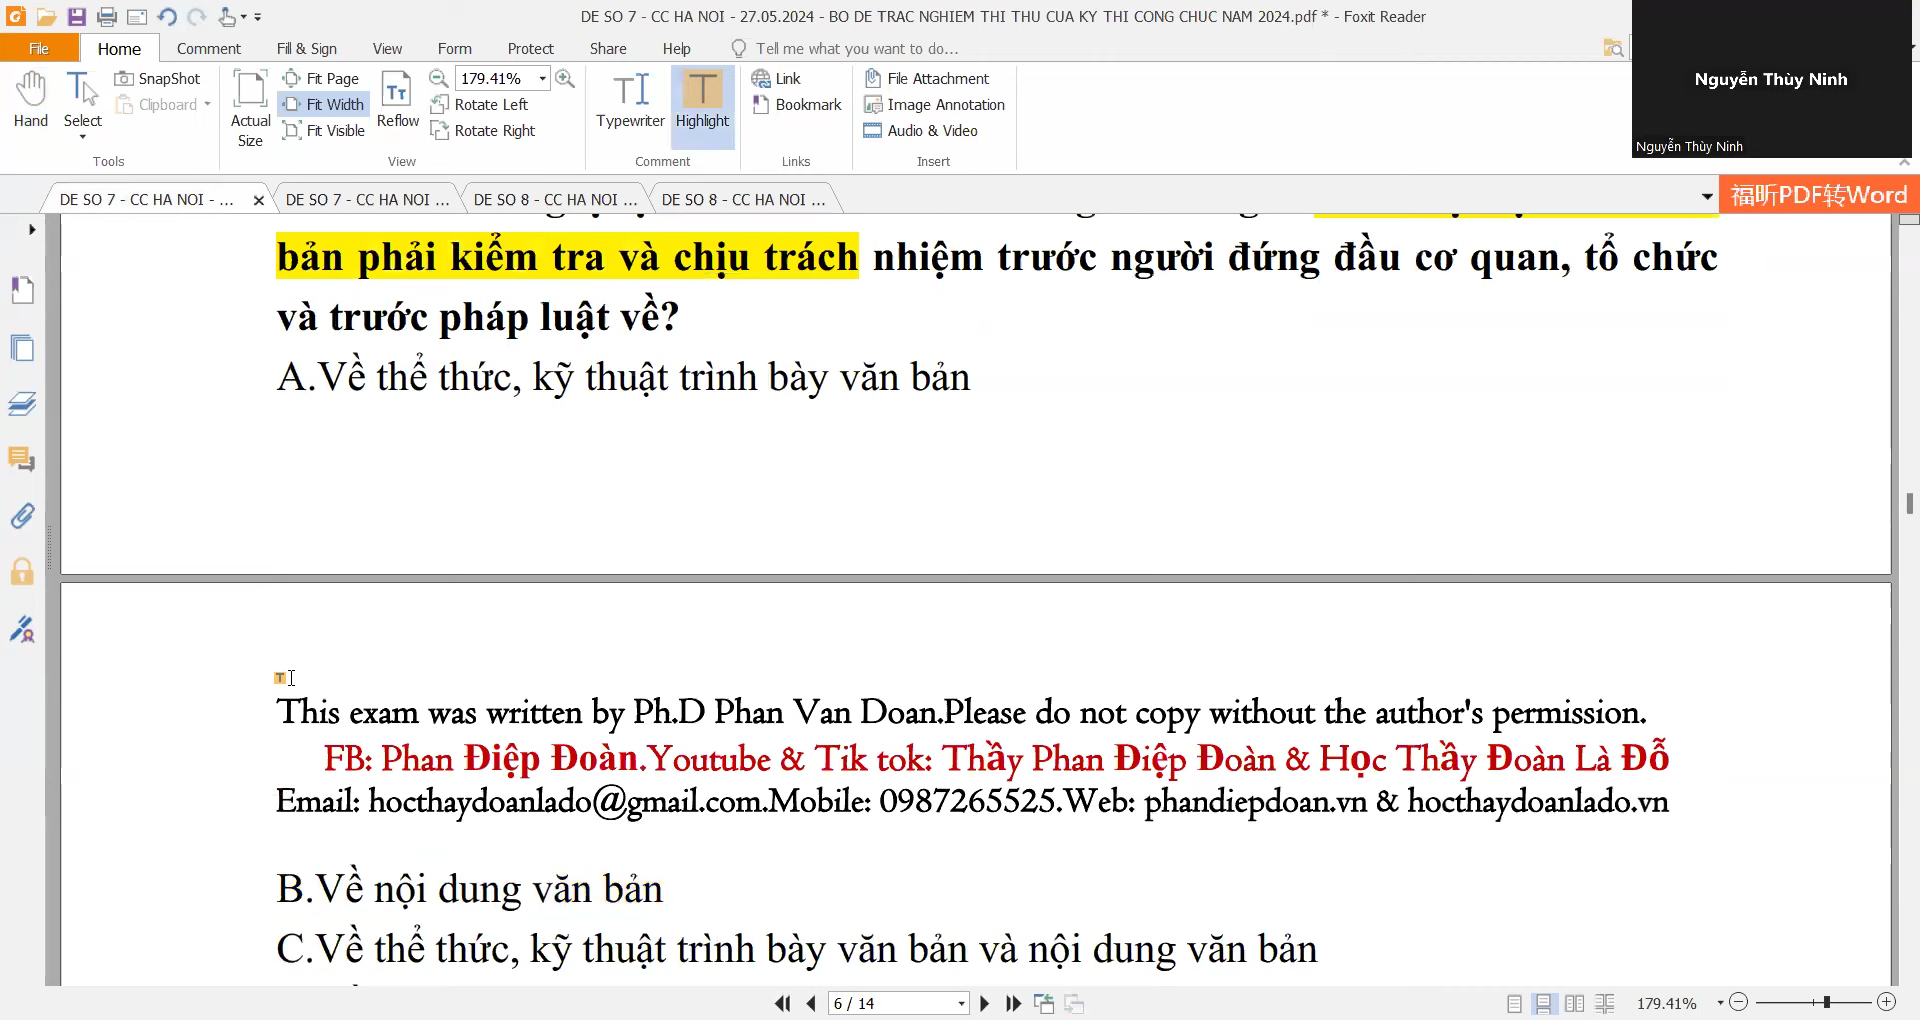 DE SO 7 - CC HA NOI - 27.05.2024 - BO DE TRAC NGHIEM THI THU CUA KY THI CONG CHUC NAM 2024.pdf * - Foxit Reader
File Home Comment Fill & Sign View Form Protect Share Help Tell me what you want to do...
Hand Select SnapShot Clipboard Actual Size Fit Page Fit Width Fit Visible Reflow 179.41% Rotate Left Rotate Right Typewriter Highlight Link Bookmark File Attachment Image Annotation Audio & Video
Tools View Comment Links Insert
Nguyễn Thùy Ninh
Nguyễn Thùy Ninh
DE SO 7 - CC HA NOI - ... DE SO 7 - CC HA NOI ... DE SO 8 - CC HA NOI ... DE SO 8 - CC HA NOI ... 福昕PDF转Word
bản phải kiểm tra và chịu trách nhiệm trước người đứng đầu cơ quan, tổ chức
và trước pháp luật về?
A.Về thể thức, kỹ thuật trình bày văn bản
This exam was written by Ph.D Phan Van Doan.Please do not copy without the author's permission.
FB: Phan Điệp Đoàn.Youtube & Tik tok: Thầy Phan Điệp Đoàn & Học Thầy Đoàn Là Đỗ
Email: hocthaydoanlado@gmail.com.Mobile: 0987265525.Web: phandiepdoan.vn & hocthaydoanlado.vn
B.Về nội dung văn bản
C.Về thể thức, kỹ thuật trình bày văn bản và nội dung văn bản
6 / 14 179.41%